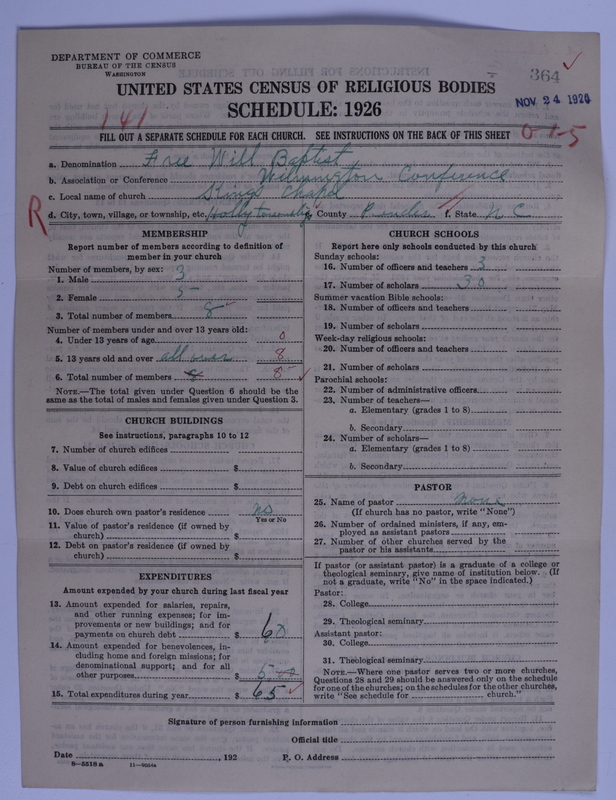 DEPARTMENT OF COMMERCE
BUREAU OF THE CENSUS
WASHINGTON
364
UNITED STATES CENSUS OF RELIGIOUS BODIES
SCHEDULE: 1926
NOV 24 1926
141
FILL OUT A SEPARATE SCHEDULE FOR EACH CHURCH. SEE INSTRUCTIONS ON THE BACK OF THIS SHEET
0-1-5
a. Denomination Free Will Baptist
b. Association or Conference Wilmington Conference
c. Local name of church Kings Chapel
R
d. City, town, village, or township, etc. Holly township County Pender f. State N C
MEMBERSHIP
Report number of members according to definition of
member in your church
Number of members, by sex: 3
1. Male
2. Female 5
3. Total number of members 8
Number of members under and over 13 years old:
4. Under 13 years of age 0
5. 13 years old and over all over 8
6. Total number of members 8 8
NOTE.—The total given under Question 6 should be the
same as the total of males and females given under Question 3.
CHURCH BUILDINGS
See instructions, paragraphs 10 to 12
7. Number of church edifices
8. Value of church edifices $
9. Debt on church edifices $
10. Does church own pastor's residence no
Yes or No
11. Value of pastor's residence (if owned by
church) $
12. Debt on pastor's residence (if owned by
church) $
EXPENDITURES
Amount expended by your church during last fiscal year
13. Amount expended for salaries, repairs,
and other running expenses; for im-
provements or new buildings; and for
payments on church debt $ 60
14. Amount expended for benevolences, in-
cluding home and foreign missions; for
denominational support; and for all
other purposes $ 5.00
15. Total expenditures during year $ 65
CHURCH SCHOOLS
Report here only schools conducted by this church
Sunday schools:
16. Number of officers and teachers 3
17. Number of scholars 30
Summer vacation Bible schools:
18. Number of officers and teachers
19. Number of scholars
Week-day religious schools:
20. Number of officers and teachers
21. Number of scholars
Parochial schools:
22. Number of administrative officers
23. Number of teachers—
a. Elementary (grades 1 to 8)
b. Secondary
24. Number of scholars—
a. Elementary (grades 1 to 8)
b. Secondary
PASTOR
25. Name of pastor none
(If church has no pastor, write "None")
26. Number of ordained ministers, if any, em-
ployed as assistant pastors
27. Number of other churches served by the
pastor or his assistants
If pastor (or assistant pastor) is a graduate of a college or
theological seminary, give name of institution below. (If
not a graduate, write "No" in the space indicated.)
Pastor:
28. College
29. Theological seminary
Assistant pastor:
30. College
31. Theological seminary
NOTE.—Where one pastor serves two or more churches,
Questions 28 and 29 should be answered only on the schedule
for one of the churches; on the schedules for the other churches,
write "See schedule for church."
Signature of person furnishing information
Official title
Date , 192 P. O. Address
8—5518a 11—9264a